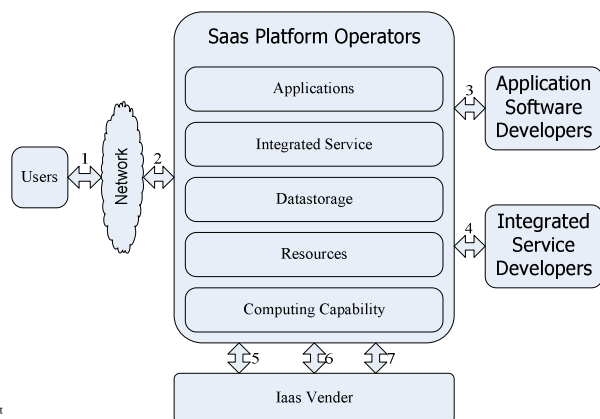 Saas Platform Operators
Applications
Integrated Service
Datastorage
Resources
Computing Capability
Users
1
Network
2
3
Application
Software
Developers
4
Integrated
Service
Developers
5
6
7
Iaas Vender
t